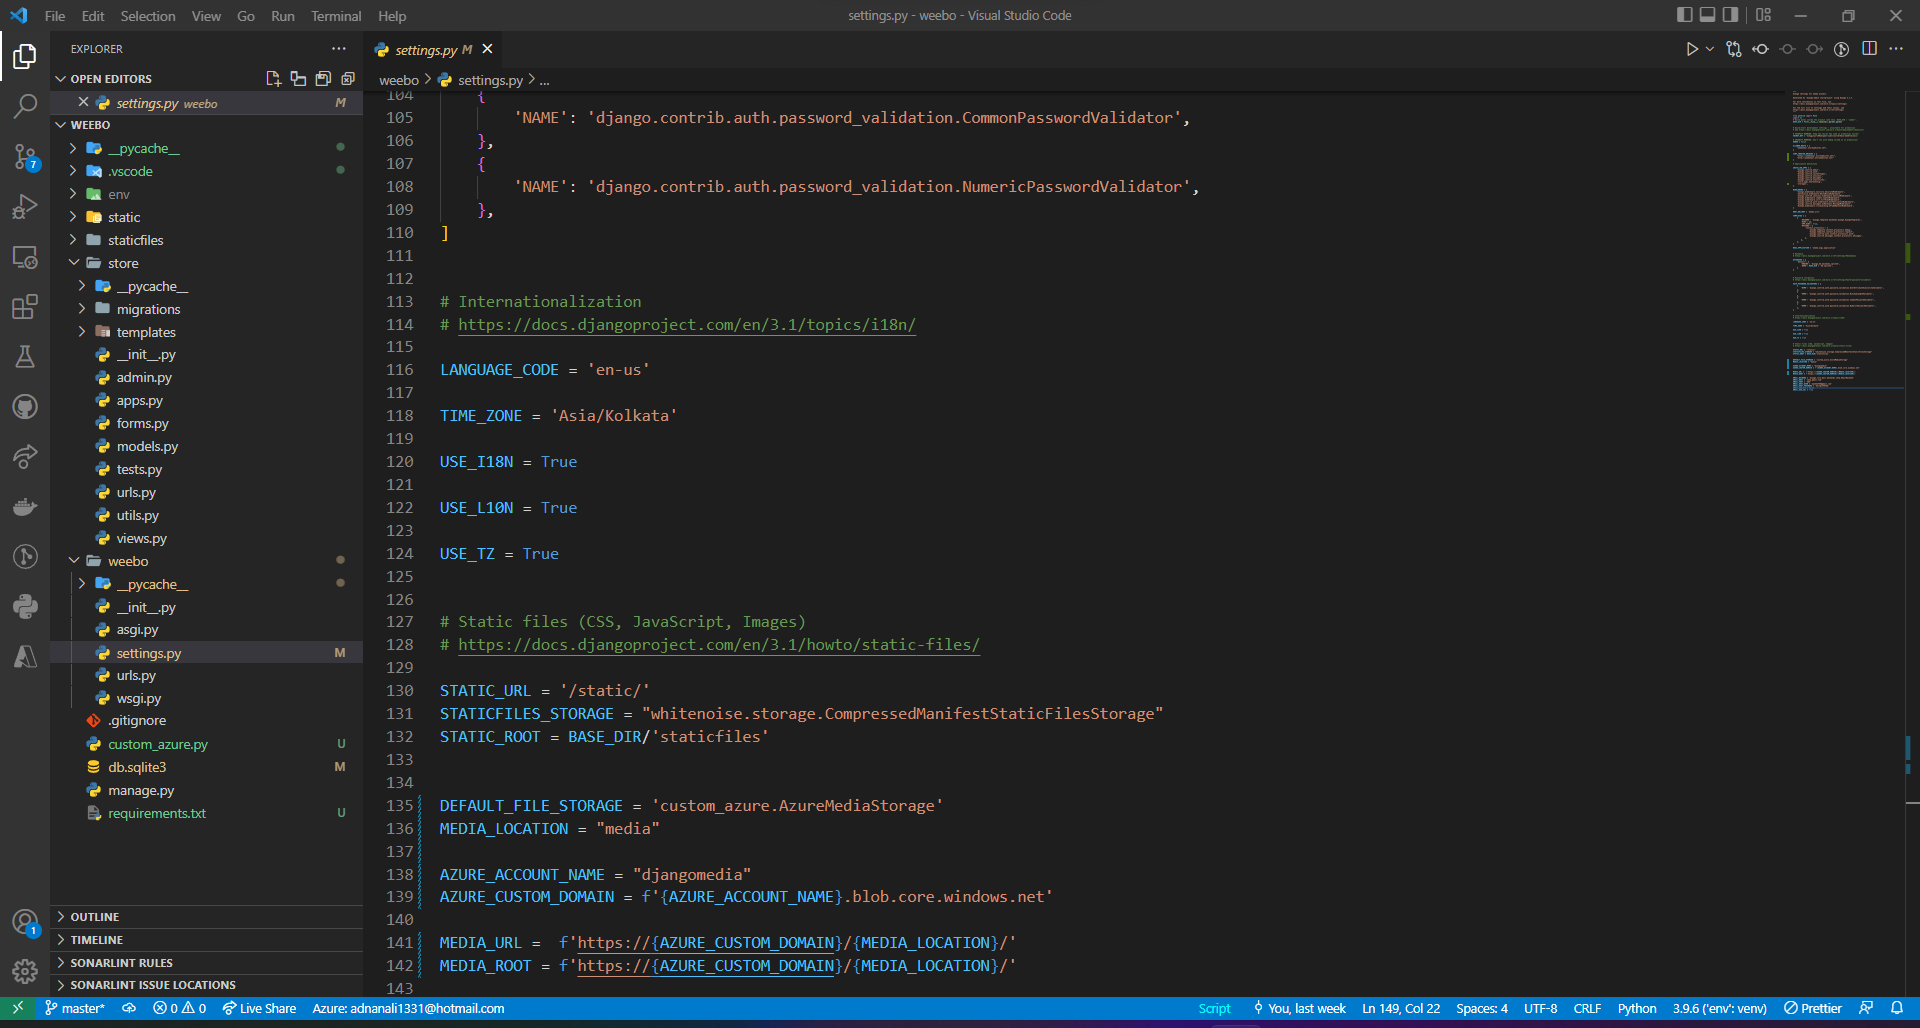 File Edit Selection View Go Run Terminal Help
settings.py - weebo - Visual Studio Code
EXPLORER
OPEN EDITORS
settings.py weebo M
WEEBO
__pycache__
.vscode
env
static
staticfiles
store
__pycache__
migrations
templates
__init__.py
admin.py
apps.py
forms.py
models.py
tests.py
urls.py
utils.py
views.py
weebo
__pycache__
__init__.py
asgi.py
settings.py M
urls.py
wsgi.py
.gitignore
custom_azure.py U
db.sqlite3 M
manage.py
requirements.txt U
OUTLINE
TIMELINE
SONARLINT RULES
SONARLINT ISSUE LOCATIONS
7
1
settings.py M
weebo > settings.py > ...
104 {
105 'NAME': 'django.contrib.auth.password_validation.CommonPasswordValidator',
106 },
107 {
108 'NAME': 'django.contrib.auth.password_validation.NumericPasswordValidator',
109 },
110 ]
111
112
113 # Internationalization
114 # https://docs.djangoproject.com/en/3.1/topics/i18n/
115
116 LANGUAGE_CODE = 'en-us'
117
118 TIME_ZONE = 'Asia/Kolkata'
119
120 USE_I18N = True
121
122 USE_L10N = True
123
124 USE_TZ = True
125
126
127 # Static files (CSS, JavaScript, Images)
128 # https://docs.djangoproject.com/en/3.1/howto/static-files/
129
130 STATIC_URL = '/static/'
131 STATICFILES_STORAGE = "whitenoise.storage.CompressedManifestStaticFilesStorage"
132 STATIC_ROOT = BASE_DIR/'staticfiles'
133
134
135 DEFAULT_FILE_STORAGE = 'custom_azure.AzureMediaStorage'
136 MEDIA_LOCATION = "media"
137
138 AZURE_ACCOUNT_NAME = "djangomedia"
139 AZURE_CUSTOM_DOMAIN = f'{AZURE_ACCOUNT_NAME}.blob.core.windows.net'
140
141 MEDIA_URL =  f'https://{AZURE_CUSTOM_DOMAIN}/{MEDIA_LOCATION}/'
142 MEDIA_ROOT = f'https://{AZURE_CUSTOM_DOMAIN}/{MEDIA_LOCATION}/'
143
master* 0 0 Live Share Azure: adnanali1331@hotmail.com Script You, last week Ln 149, Col 22 Spaces: 4 UTF-8 CRLF Python 3.9.6 ('env': venv) Prettier